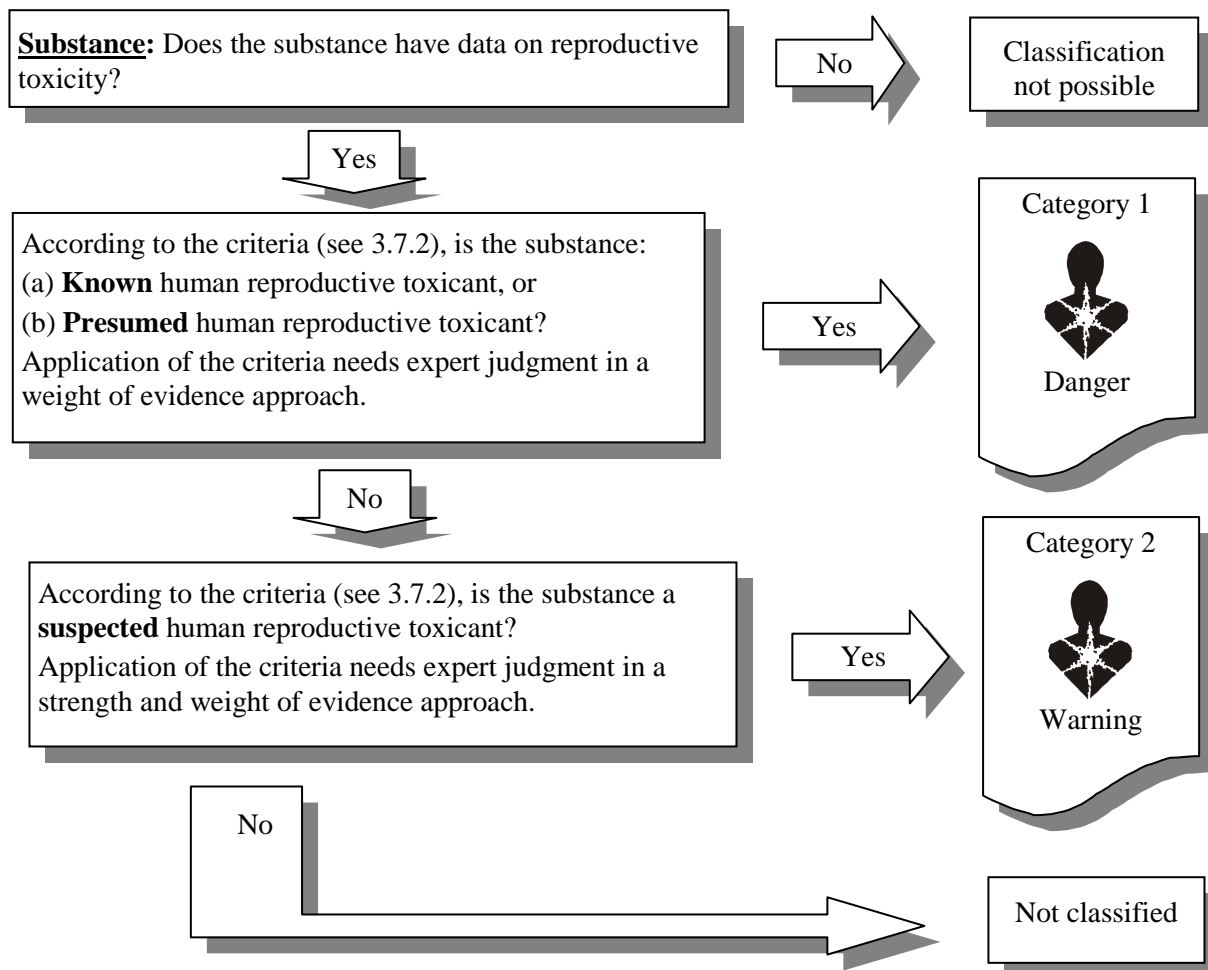 Substance: Does the substance have data on reproductive
toxicity?
No
Classification
not possible
Yes
According to the criteria (see 3.7.2), is the substance:
(a) Known human reproductive toxicant, or
(b) Presumed human reproductive toxicant?
Application of the criteria needs expert judgment in a
weight of evidence approach.
Yes
Category 1
Danger
No
According to the criteria (see 3.7.2), is the substance a
suspected human reproductive toxicant?
Application of the criteria needs expert judgment in a
strength and weight of evidence approach.
Yes
Category 2
Warning
No
Not classified